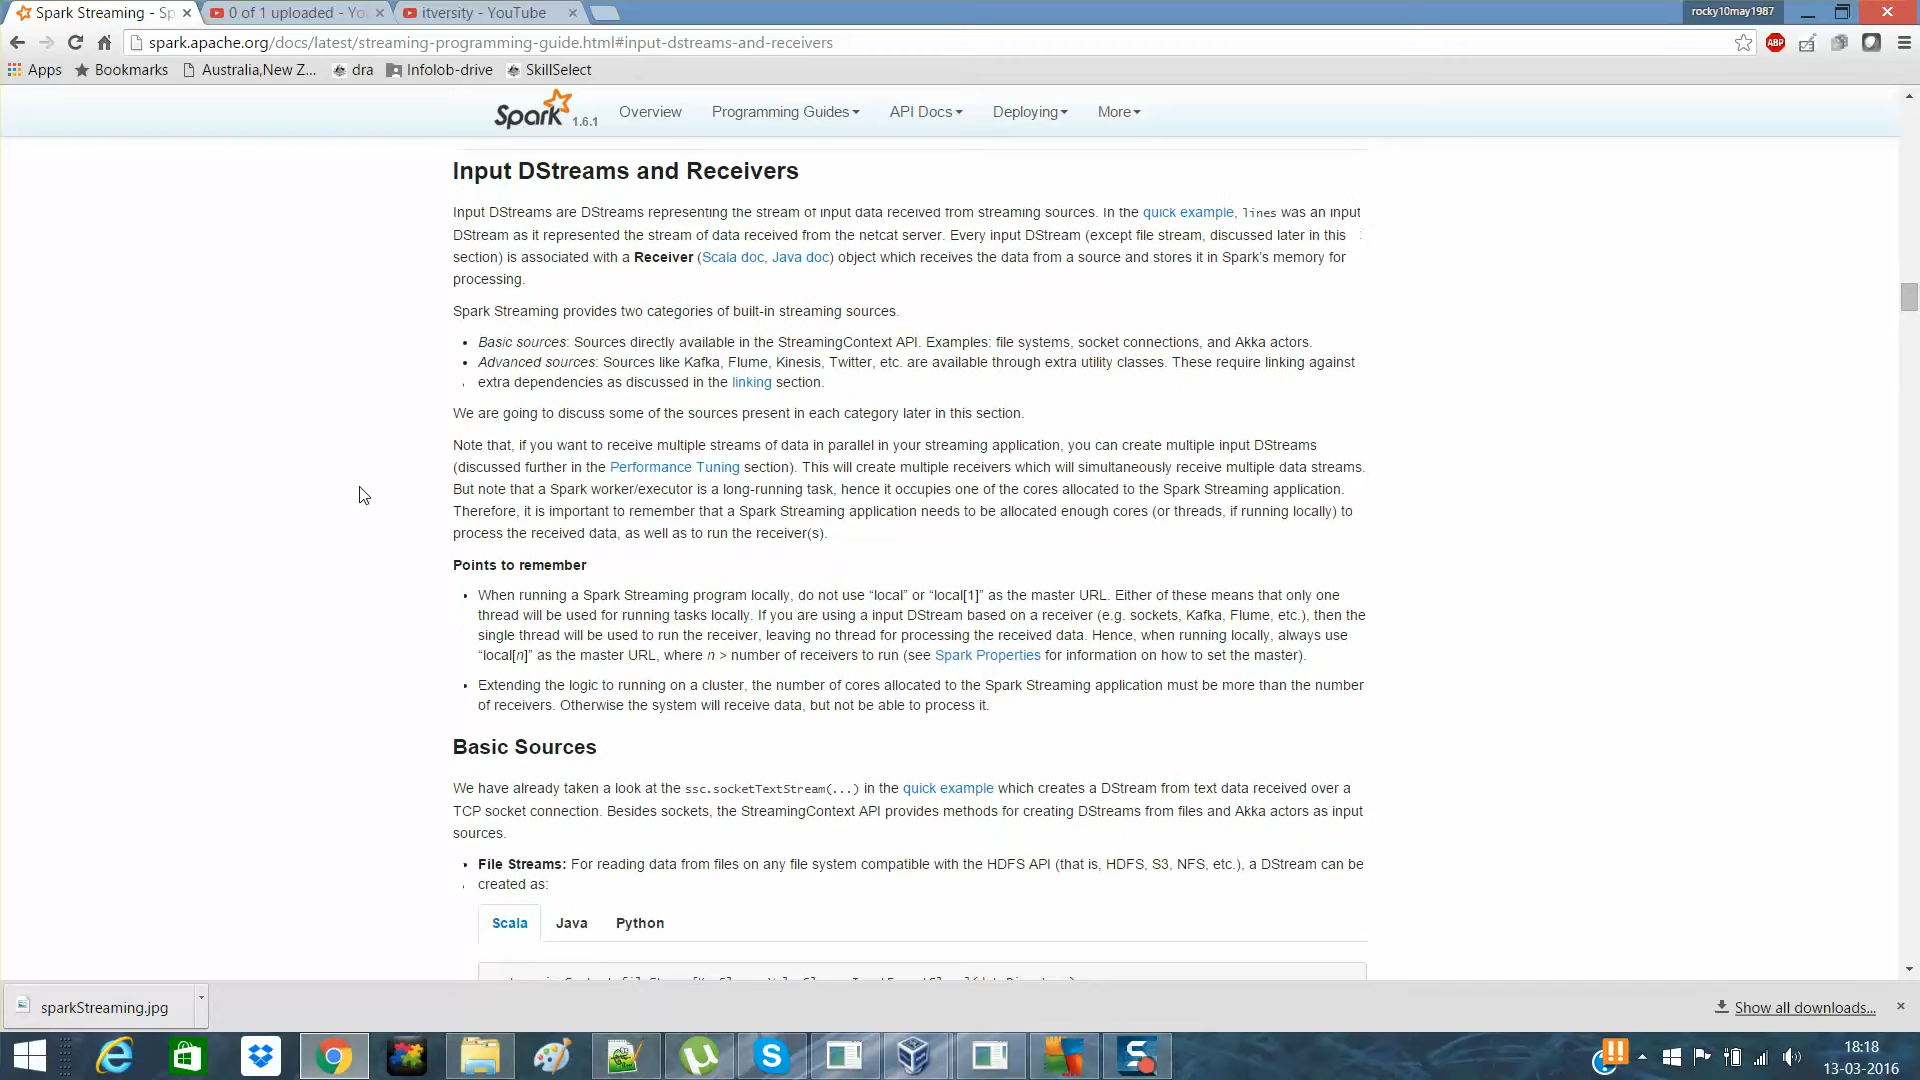 Spark Streaming - Sp
0 of 1 uploaded - Yo
itversity - YouTube
rocky10may1987
spark.apache.org/docs/latest/streaming-programming-guide.html#input-dstreams-and-receivers
ABP
Apps
Bookmarks
Australia,New Z...
dra
Infolob-drive
SkillSelect
Spark 1.6.1
Overview
Programming Guides
API Docs
Deploying
More
Input DStreams and Receivers
Input DStreams are DStreams representing the stream of input data received from streaming sources. In the quick example, lines was an input
DStream as it represented the stream of data received from the netcat server. Every input DStream (except file stream, discussed later in this
section) is associated with a Receiver (Scala doc, Java doc) object which receives the data from a source and stores it in Spark's memory for
processing.
Spark Streaming provides two categories of built-in streaming sources.
• Basic sources: Sources directly available in the StreamingContext API. Examples: file systems, socket connections, and Akka actors.
• Advanced sources: Sources like Kafka, Flume, Kinesis, Twitter, etc. are available through extra utility classes. These require linking against
extra dependencies as discussed in the linking section.
We are going to discuss some of the sources present in each category later in this section.
Note that, if you want to receive multiple streams of data in parallel in your streaming application, you can create multiple input DStreams
(discussed further in the Performance Tuning section). This will create multiple receivers which will simultaneously receive multiple data streams.
But note that a Spark worker/executor is a long-running task, hence it occupies one of the cores allocated to the Spark Streaming application.
Therefore, it is important to remember that a Spark Streaming application needs to be allocated enough cores (or threads, if running locally) to
process the received data, as well as to run the receiver(s).
Points to remember
• When running a Spark Streaming program locally, do not use “local” or “local[1]” as the master URL. Either of these means that only one
thread will be used for running tasks locally. If you are using a input DStream based on a receiver (e.g. sockets, Kafka, Flume, etc.), then the
single thread will be used to run the receiver, leaving no thread for processing the received data. Hence, when running locally, always use
“local[n]” as the master URL, where n > number of receivers to run (see Spark Properties for information on how to set the master).
• Extending the logic to running on a cluster, the number of cores allocated to the Spark Streaming application must be more than the number
of receivers. Otherwise the system will receive data, but not be able to process it.
Basic Sources
We have already taken a look at the ssc.socketTextStream(...) in the quick example which creates a DStream from text data received over a
TCP socket connection. Besides sockets, the StreamingContext API provides methods for creating DStreams from files and Akka actors as input
sources.
• File Streams: For reading data from files on any file system compatible with the HDFS API (that is, HDFS, S3, NFS, etc.), a DStream can be
created as:
Scala
Java
Python
sparkStreaming.jpg
Show all downloads...
18:18
13-03-2016